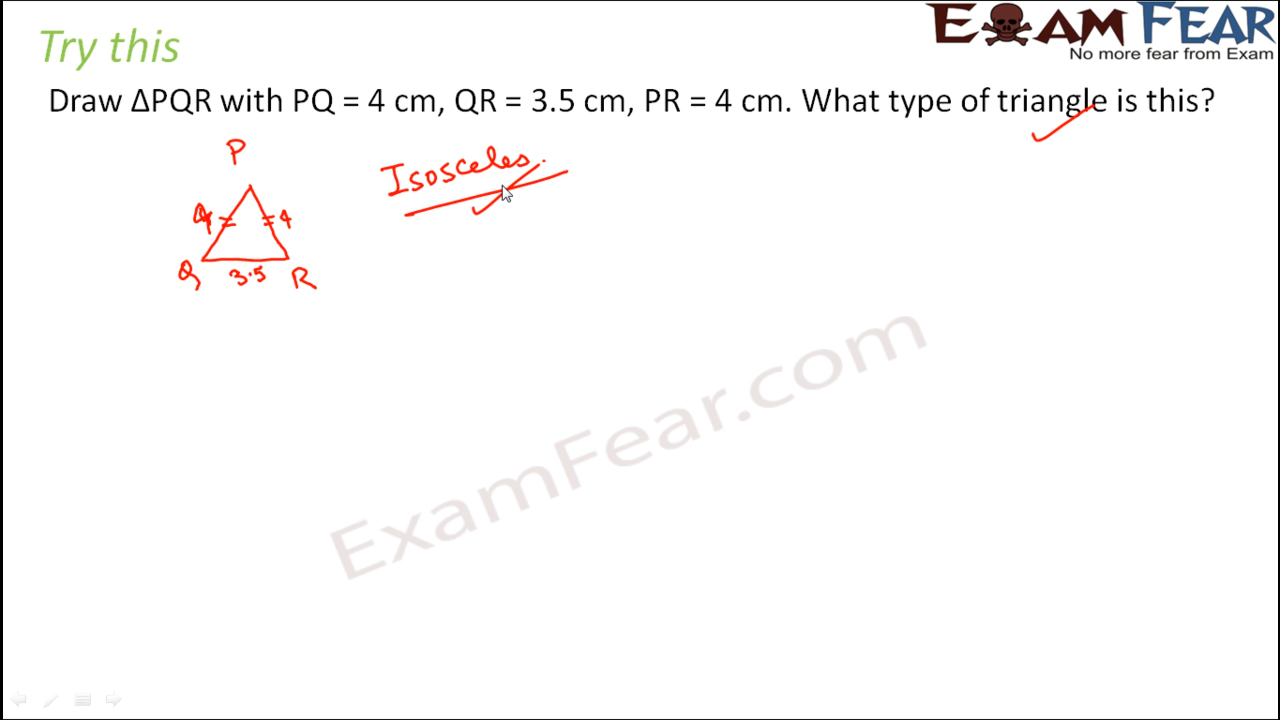 Try this
EXAM FEAR
No more fear from Exam
Draw ΔPQR with PQ = 4 cm, QR = 3.5 cm, PR = 4 cm. What type of triangle is this?
P
Isosceles.
4 4
Q 3.5 R
ExamFear.com